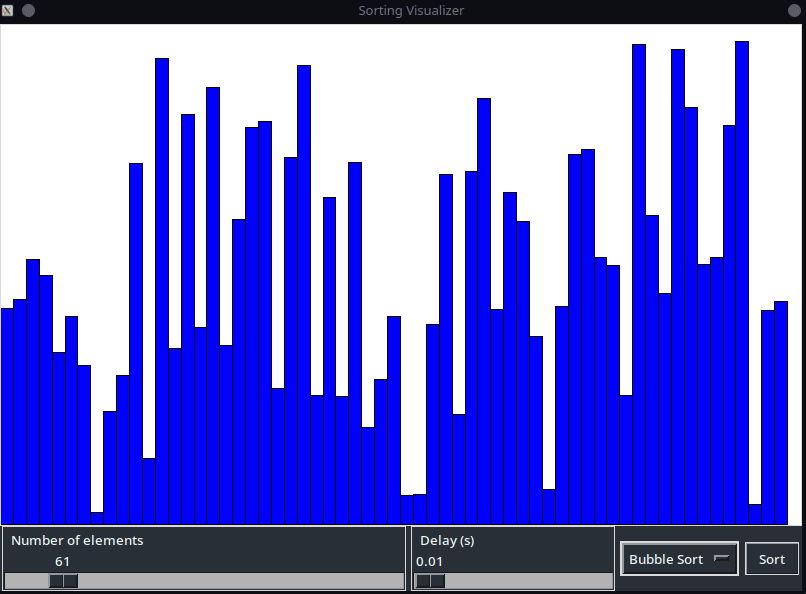 Sorting Visualizer
Number of elements
61
Delay (s)
0.01
Bubble Sort
Sort